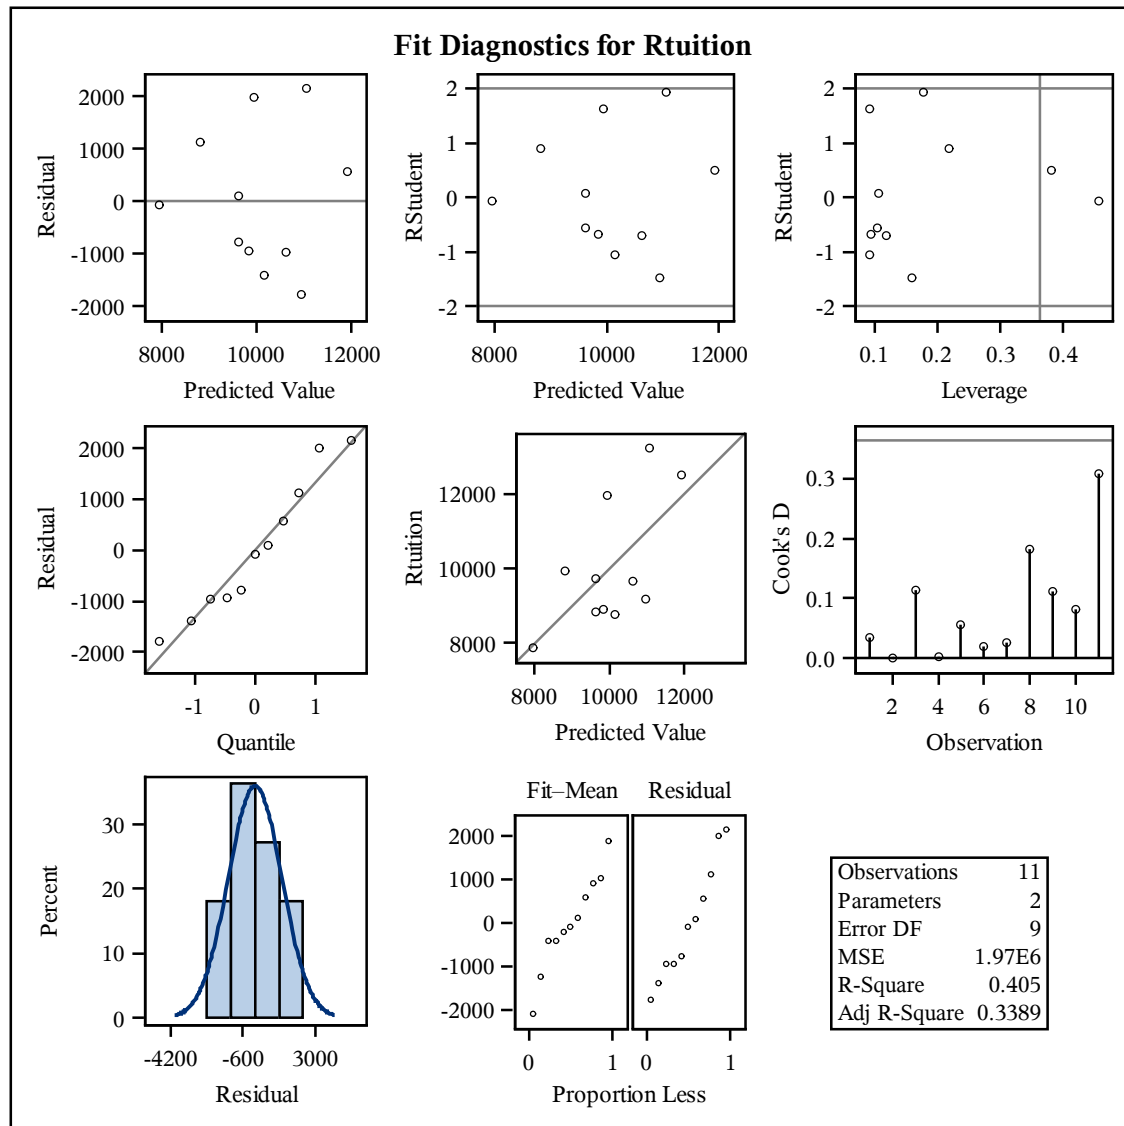 Fit Diagnostics for Rtuition
Residual
2000
1000
0
-1000
-2000
8000 10000 12000
Predicted Value
RStudent
2
1
0
-1
-2
8000 10000 12000
Predicted Value
RStudent
2
1
0
-1
-2
0.1 0.2 0.3 0.4
Leverage
Residual
2000
1000
0
-1000
-2000
-1 0 1
Quantile
Rtuition
12000
10000
8000
8000 10000 12000
Predicted Value
Cook's D
0.3
0.2
0.1
0.0
2 4 6 8 10
Observation
Percent
30
20
10
0
-4200 -600 3000
Residual
Fit–Mean Residual
2000
1000
0
-1000
-2000
0 1 0 1
Proportion Less
Observations 11
Parameters 2
Error DF 9
MSE 1.97E6
R-Square 0.405
Adj R-Square 0.3389